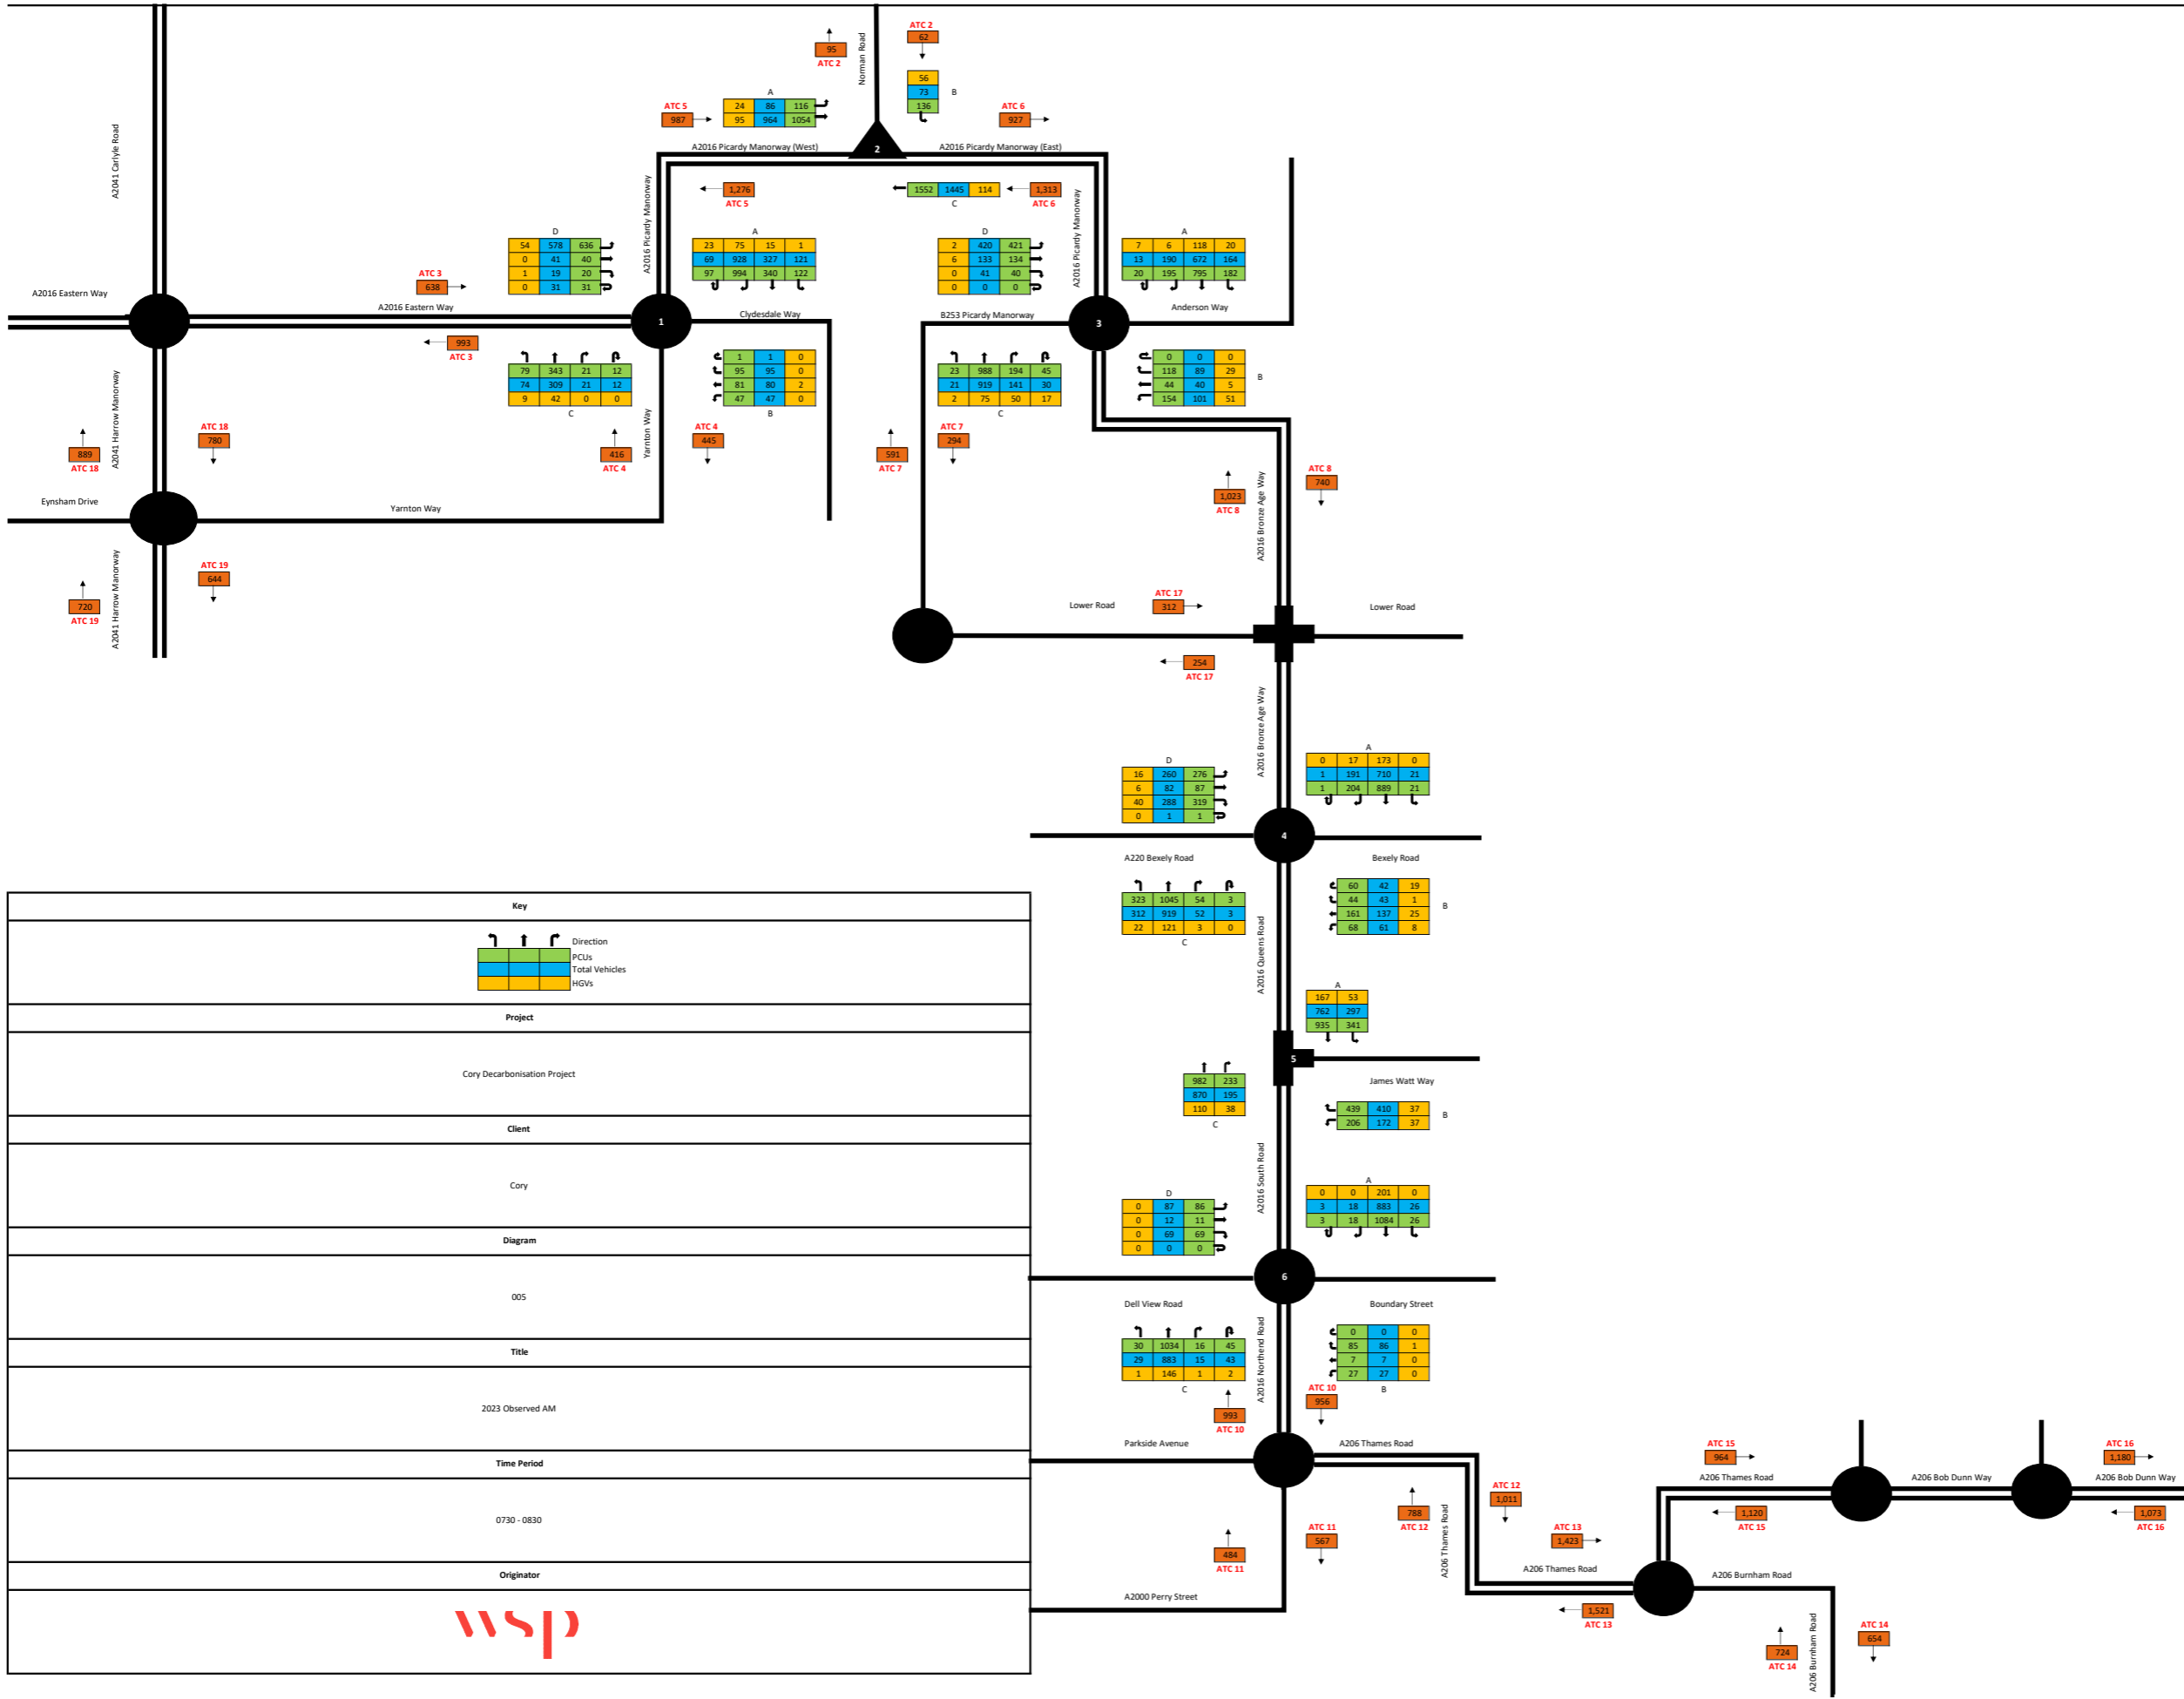 ATC 2
62
95
ATC 2
Norman Road
56
73 B
136
A
24 86 116
95 964 1054
ATC 5
987
ATC 6
927
A2016 Picardy Manorway (West)
2
A2016 Picardy Manorway (East)
A2041 Carlyle Road
A2016 Picardy Manorway
1,276
ATC 5
1552 1445 114
C
1,313
ATC 6
A2016 Picardy Manorway
D
54 578 636
0 41 40
1 19 20
0 31 31
A
23 75 15 1
69 928 327 121
97 994 340 122
D
2 420 421
6 133 134
0 41 40
0 0 0
A
7 6 118 20
13 190 672 164
20 195 795 182
ATC 3
638
A2016 Eastern Way
A2016 Eastern Way
1
Clydesdale Way
B253 Picardy Manorway
3
Anderson Way
993
ATC 3
79 343 21 12
74 309 21 12
9 42 0 0
C
1 1 0
95 95 0
81 80 2
47 47 0
B
23 988 194 45
21 919 141 30
2 75 50 17
C
0 0 0
118 89 29
44 40 5
154 101 51
B
A2041 Harrow Manorway
889
ATC 18
ATC 18
780
416
ATC 4
Yarnton Way
ATC 4
445
591
ATC 7
ATC 7
294
1,023
ATC 8
A2016 Bronze Age Way
ATC 8
740
Eynsham Drive
Yarnton Way
720
ATC 19
A2041 Harrow Manorway
ATC 19
644
Lower Road
ATC 17
312
Lower Road
254
ATC 17
A2016 Bronze Age Way
D
16 260 276
6 82 87
40 288 319
0 1 1
A
0 17 173 0
1 191 710 21
1 204 889 21
4
A220 Bexely Road
Bexely Road
323 1045 54 3
312 919 52 3
22 121 3 0
C
A2016 Queens Road
60 42 19
44 43 1
161 137 25
68 61 8
B
A
167 53
762 297
935 341
5
James Watt Way
982 233
870 195
110 38
C
439 410 37
206 172 37
B
A2016 South Road
D
0 87 86
0 12 11
0 69 69
0 0 0
A
0 0 201 0
3 18 883 26
3 18 1084 26
6
Dell View Road
Boundary Street
30 1034 16 45
29 883 15 43
1 146 1 2
C
A2016 Northend Road
0 0 0
85 86 1
7 7 0
27 27 0
B
993
ATC 10
ATC 10
956
Parkside Avenue
A206 Thames Road
484
ATC 11
ATC 11
567
A2000 Perry Street
788
ATC 12
A206 Thames Road
ATC 12
1,011
ATC 13
1,423
A206 Thames Road
1,521
ATC 13
ATC 15
964
A206 Thames Road
1,120
ATC 15
A206 Bob Dunn Way
ATC 16
1,180
A206 Bob Dunn Way
1,073
ATC 16
A206 Burnham Road
724
ATC 14
A206 Burnham Road
ATC 14
654
Key
Direction
PCUs
Total Vehicles
HGVs
Project
Cory Decarbonisation Project
Client
Cory
Diagram
005
Title
2023 Observed AM
Time Period
0730 - 0830
Originator
wsp